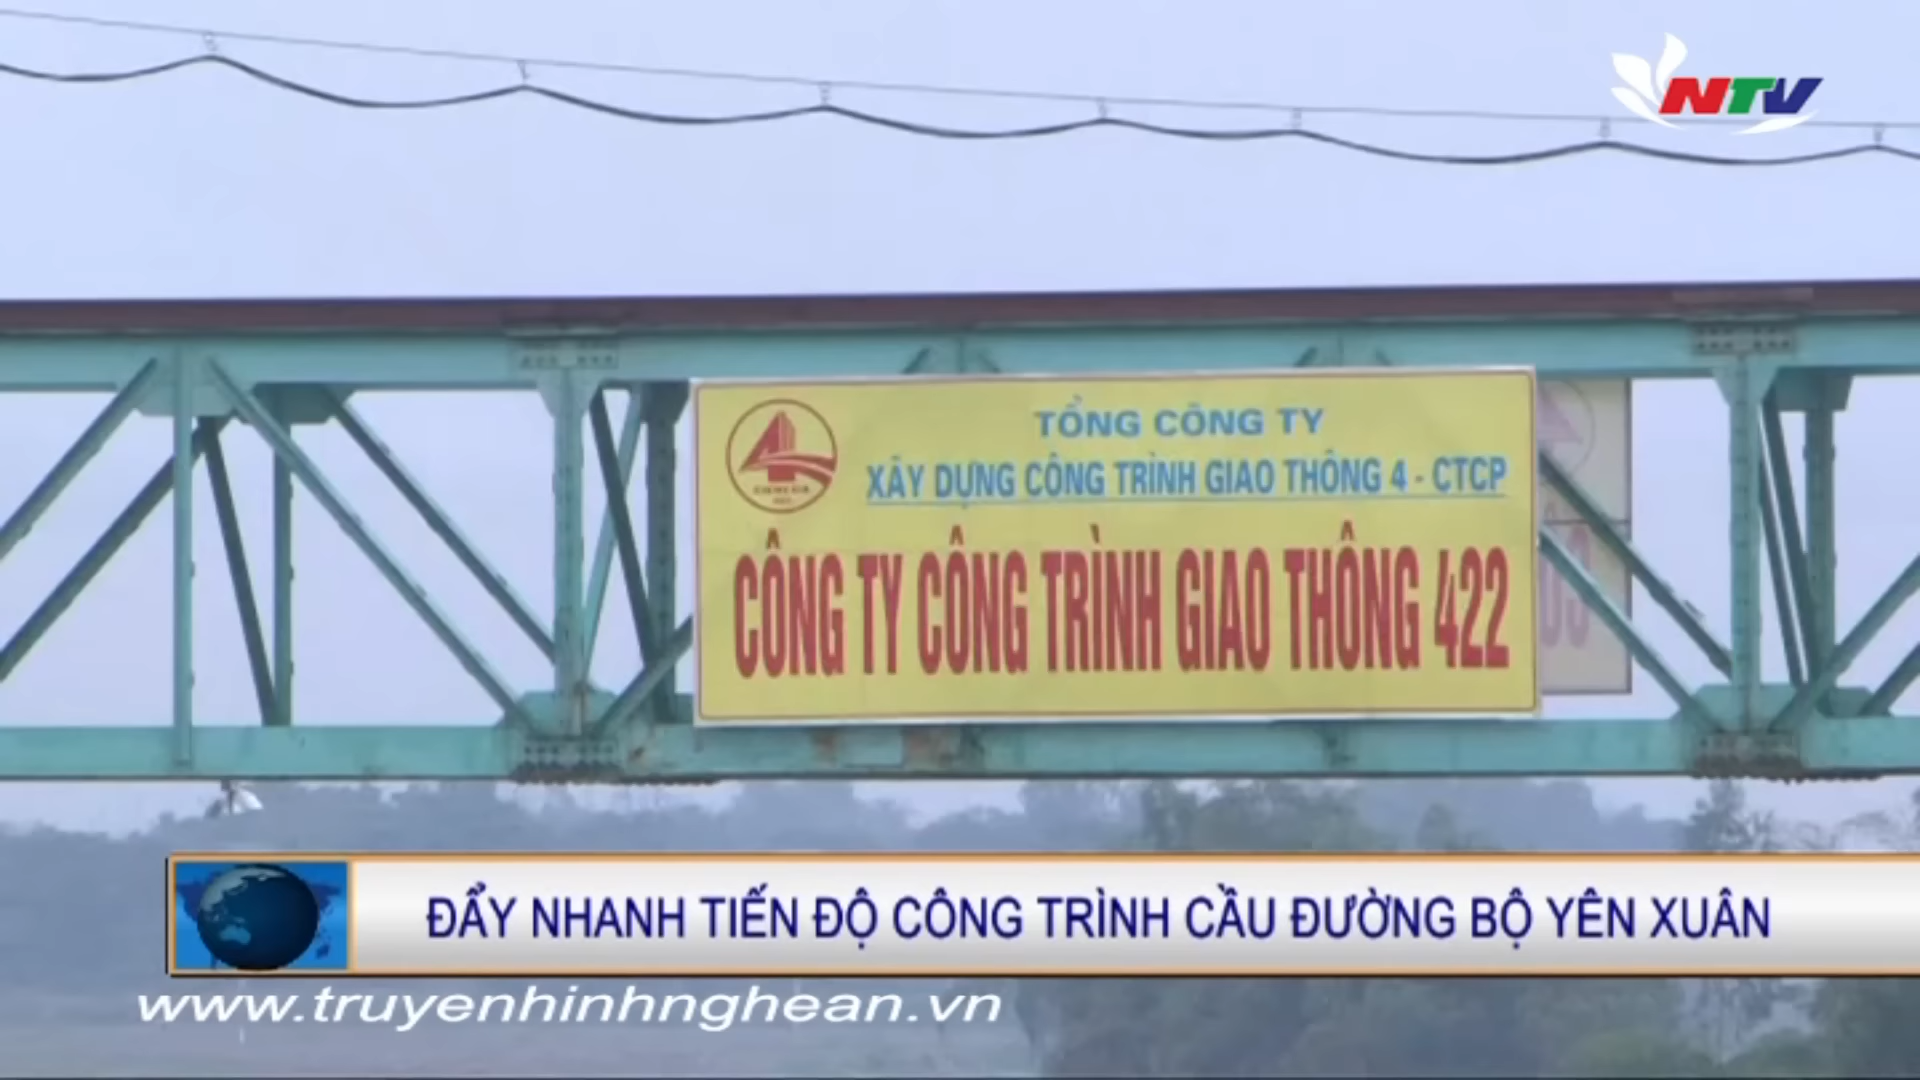 NTV
TỔNG CÔNG TY
XÂY DỰNG CÔNG TRÌNH GIAO THÔNG 4 - CTCP
CÔNG TY CÔNG TRÌNH GIAO THÔNG 422
ĐẨY NHANH TIẾN ĐỘ CÔNG TRÌNH CẦU ĐƯỜNG BỘ YÊN XUÂN
www.truyenhinhnghean.vn